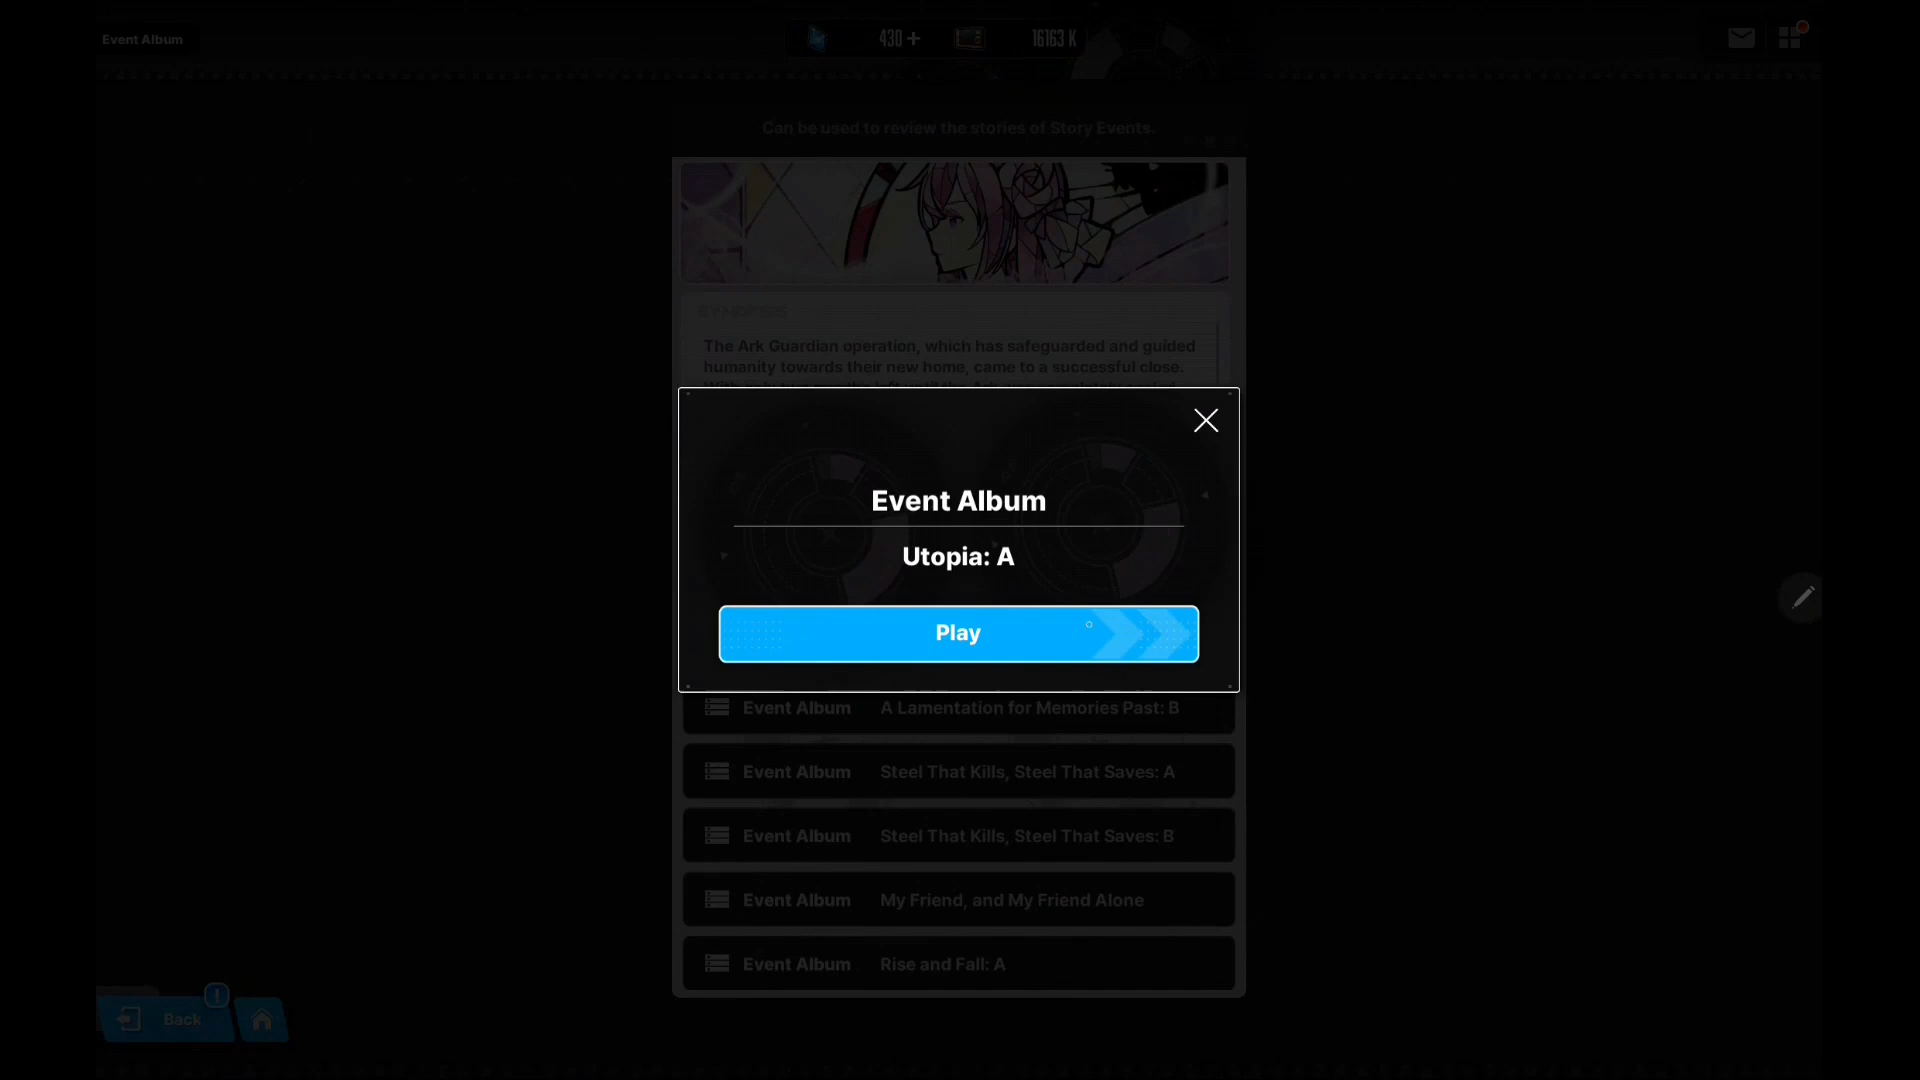 Event Album
430 +
16163 K
Can be used to review the stories of Story Events.
SYNOPSIS
The Ark Guardian operation, which has safeguarded and guided
humanity towards their new home, came to a successful close.
Event Album
Utopia: A
Play
Event Album A Lamentation for Memories Past: B
Event Album Steel That Kills, Steel That Saves: A
Event Album Steel That Kills, Steel That Saves: B
Event Album My Friend, and My Friend Alone
Event Album Rise and Fall: A
!
Back